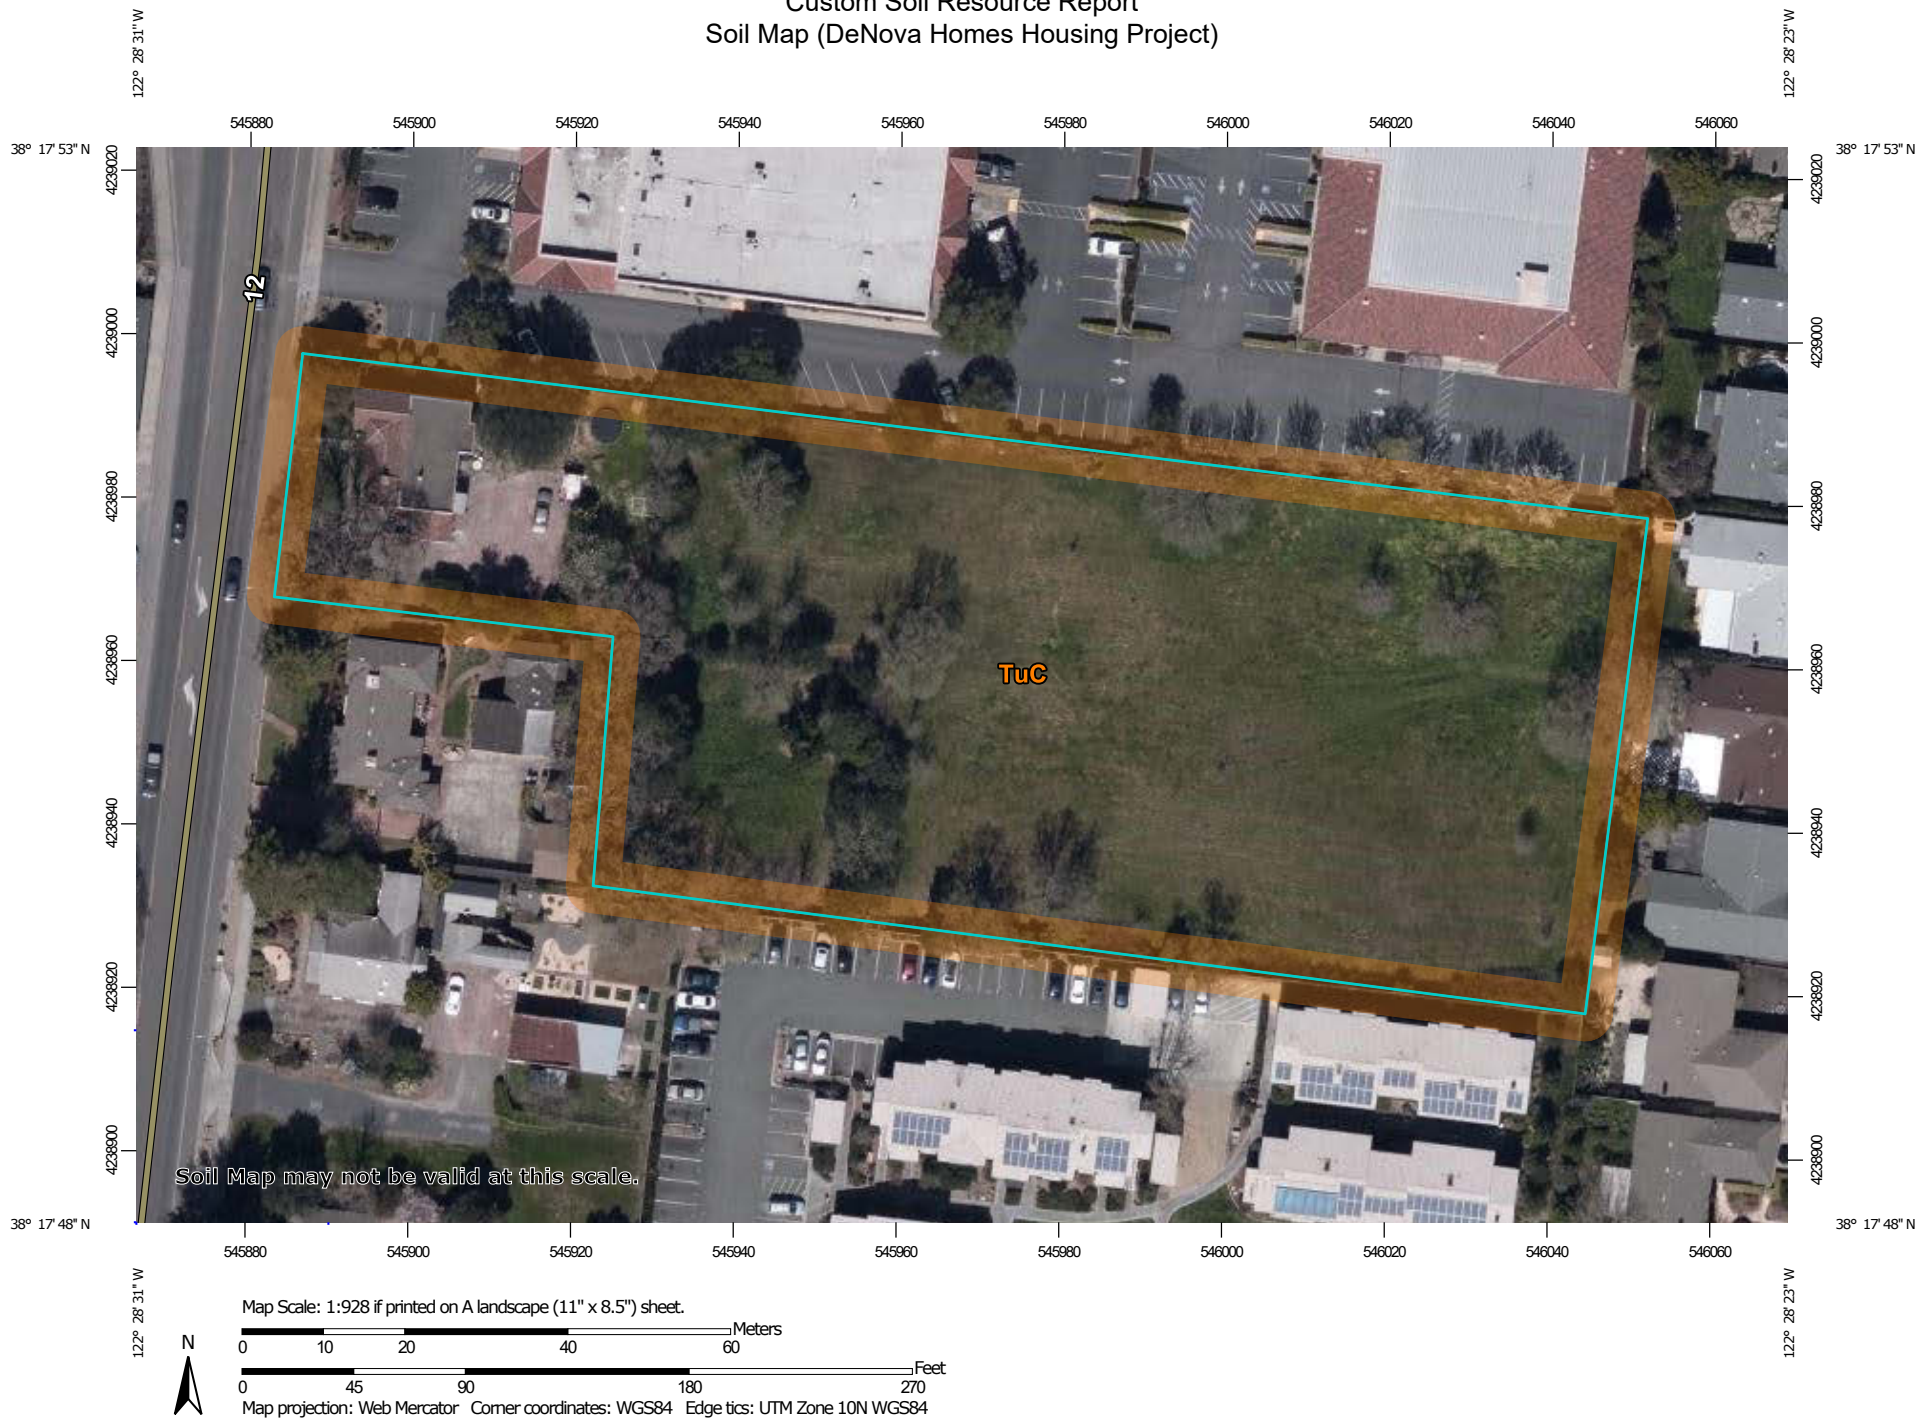 Custom Soil Resource Report
Soil Map (DeNova Homes Housing Project)
122° 28' 31" W
122° 28' 23" W
545880 545900 545920 545940 545960 545980 546000 546020 546040 546060
38° 17' 53" N
38° 17' 53" N
4239020
4239000
4238980
4238960
4238940
4238920
4238900
12
TuC
4239020
4239000
4238980
4238960
4238940
4238920
4238900
Soil Map may not be valid at this scale.
38° 17' 48" N
38° 17' 48" N
545880 545900 545920 545940 545960 545980 546000 546020 546040 546060
122° 28' 31" W
122° 28' 23" W
Map Scale: 1:928 if printed on A landscape (11" x 8.5") sheet.
N
Meters
0 10 20 40 60
Feet
0 45 90 180 270
Map projection: Web Mercator Corner coordinates: WGS84 Edge tics: UTM Zone 10N WGS84